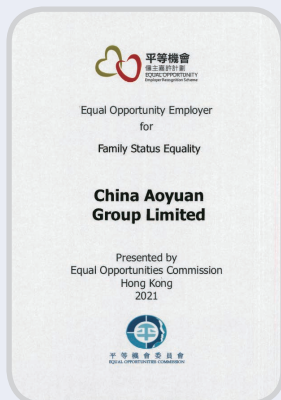 平等機會
僱主嘉許計劃
EQUAL OPPORTUNITY
Employer Recognition Scheme
Equal Opportunity Employer
for
Family Status Equality
China Aoyuan
Group Limited
Presented by
Equal Opportunities Commission
Hong Kong
2021
平等機會委員會
EQUAL OPPORTUNITIES COMMISSION